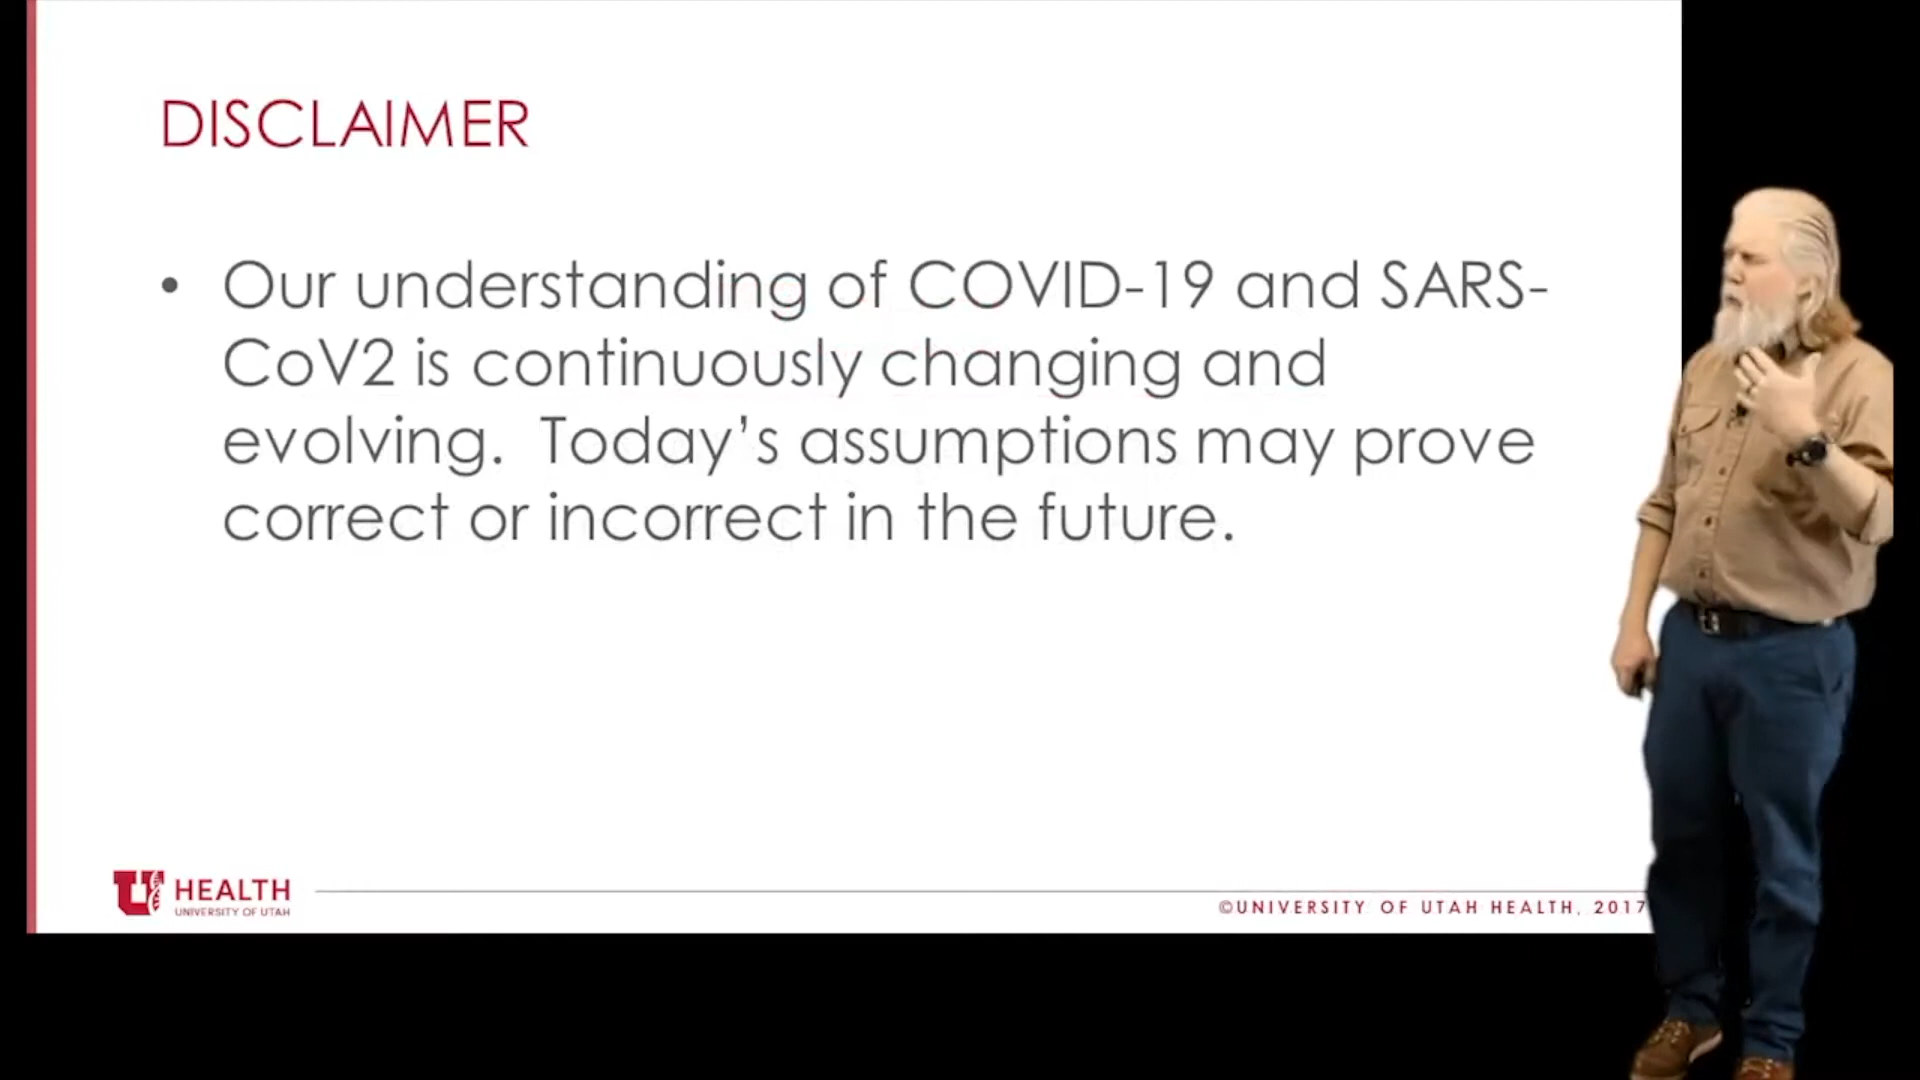 DISCLAIMER
• Our understanding of COVID-19 and SARS-
CoV2 is continuously changing and
evolving.  Today’s assumptions may prove
correct or incorrect in the future.
U HEALTH
UNIVERSITY OF UTAH
©UNIVERSITY OF UTAH HEALTH, 2017